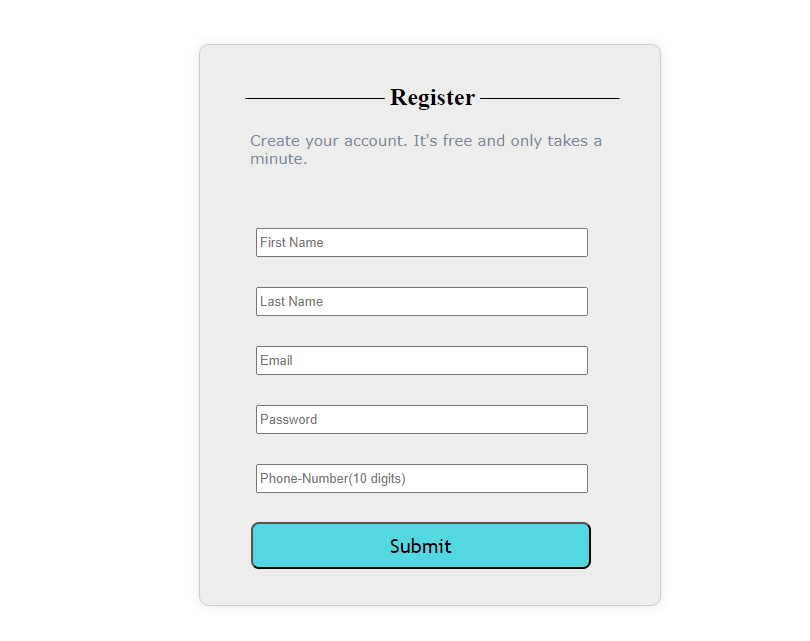 Register
Create your account. It's free and only takes a
minute.
First Name
Last Name
Email
Password
Phone-Number(10 digits)
Submit